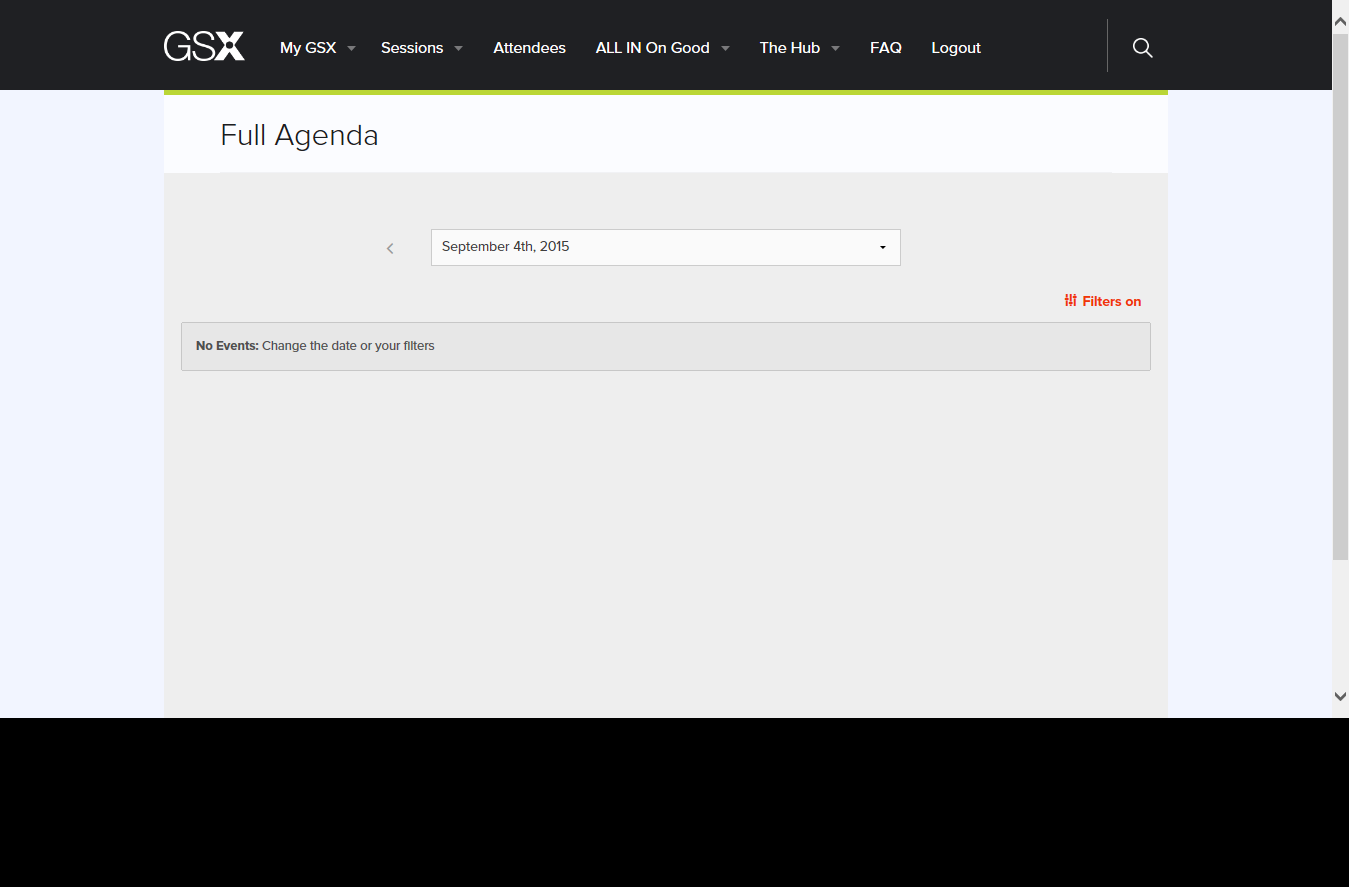 GSX My GSX Sessions Attendees ALL IN On Good The Hub FAQ Logout
Full Agenda
September 4th, 2015
Filters on
No Events: Change the date or your filters